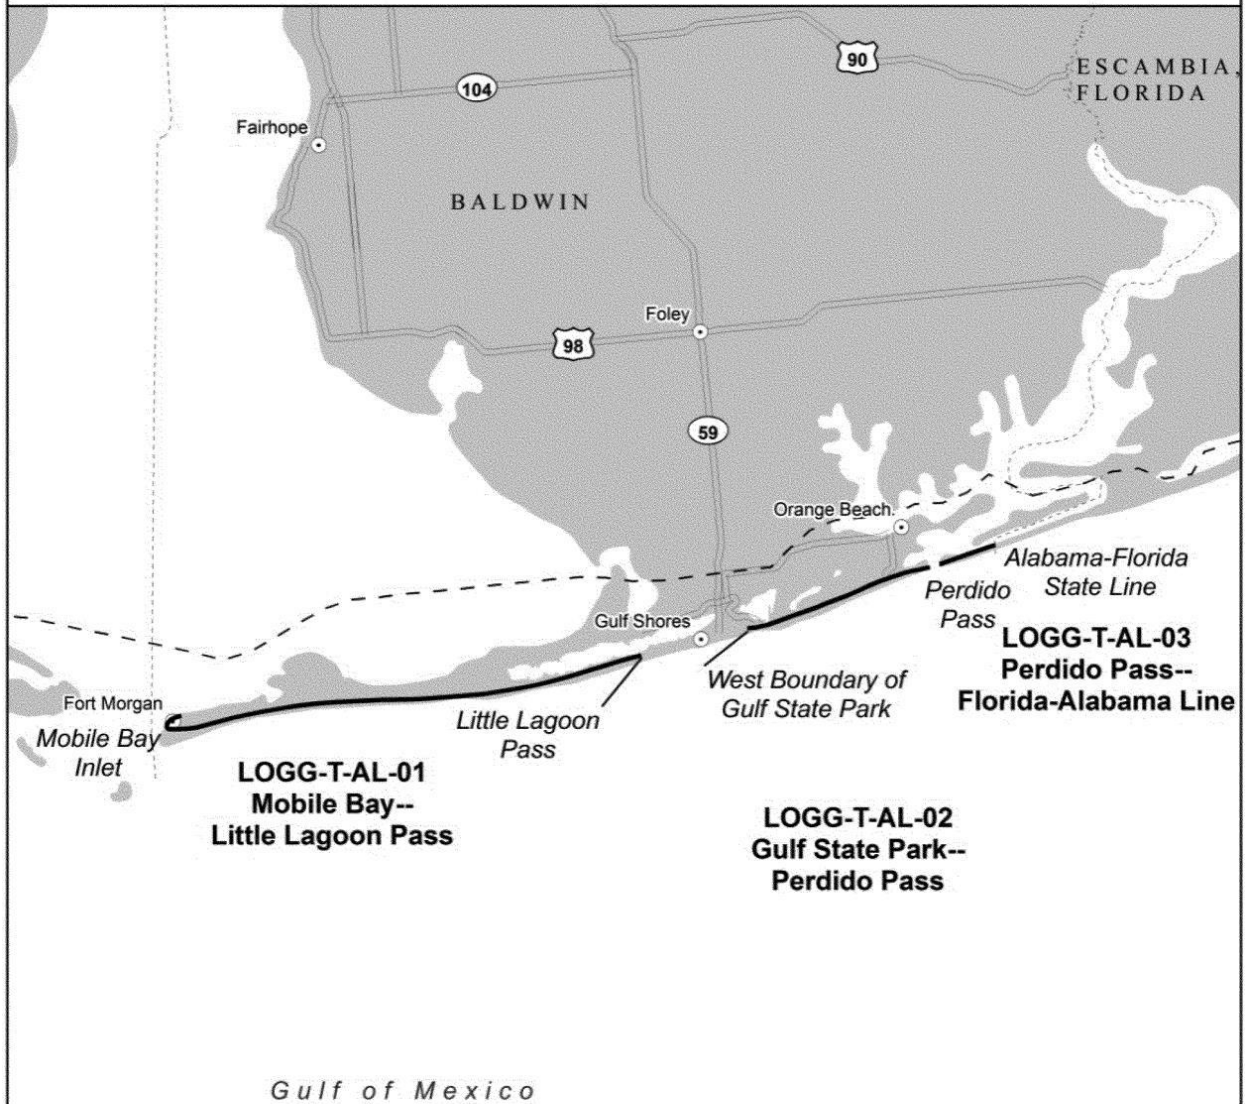 90
ESCAMBIA,
FLORIDA
104
Fairhope
BALDWIN
Foley
98
59
Orange Beach
Alabama-Florida
State Line
Perdido
Pass
Gulf Shores
LOGG-T-AL-03
Perdido Pass--
Florida-Alabama Line
West Boundary of
Gulf State Park
Fort Morgan
Mobile Bay
Inlet
Little Lagoon
Pass
LOGG-T-AL-01
Mobile Bay--
Little Lagoon Pass
LOGG-T-AL-02
Gulf State Park--
Perdido Pass
Gulf of Mexico